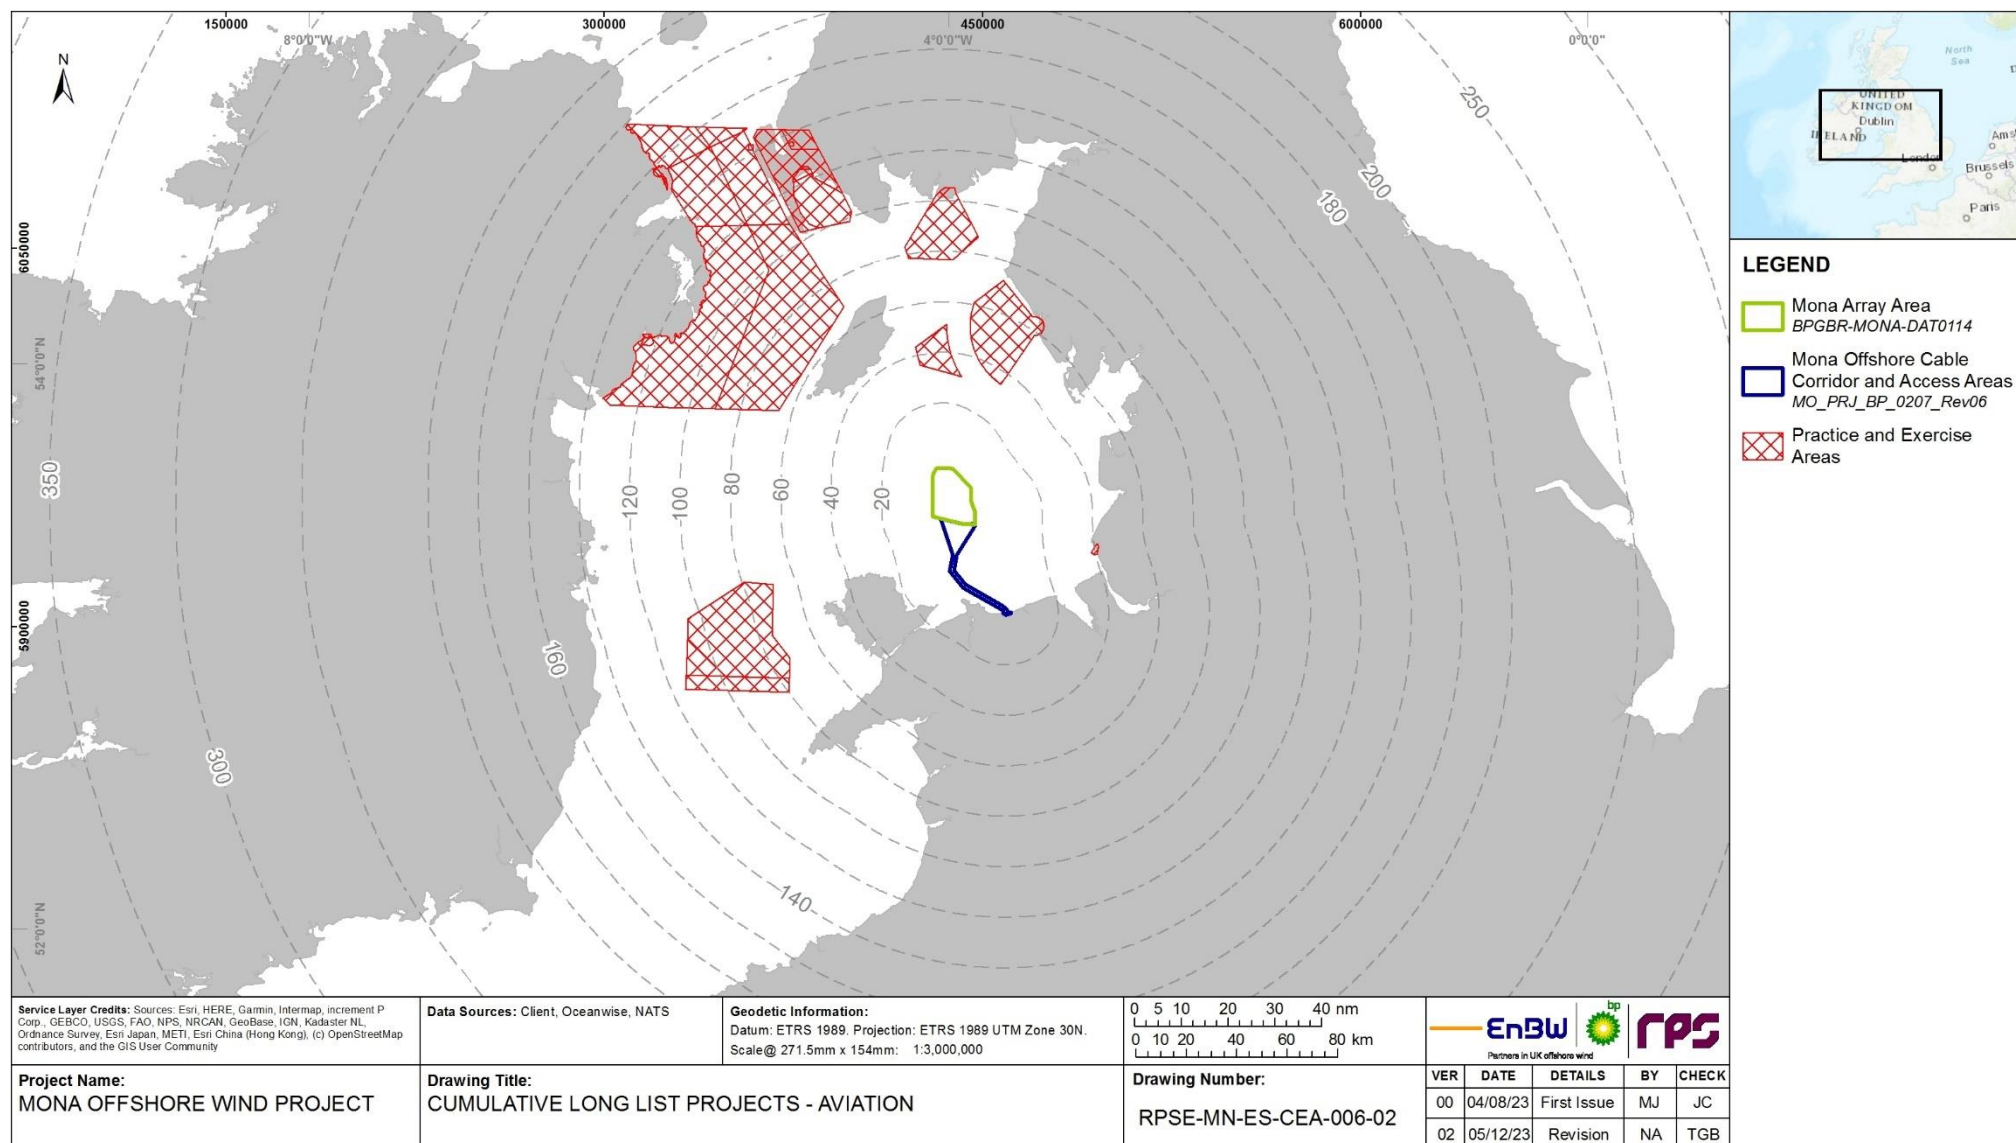 150000
300000
450000
600000
8°0'0"W
4°0'0"W
0°0'0"
N
6050000
54°0'0"N
5900000
52°0'0"N
250
200
180
350
120
100
80
60
40
20
160
300
140
North
Sea
UNITED
KINGDOM
Dublin
IRELAND
London
Ams
Brussels
Paris
LEGEND
Mona Array Area
BPGBR-MONA-DAT0114
Mona Offshore Cable
Corridor and Access Areas
MO_PRJ_BP_0207_Rev06
Practice and Exercise
Areas
Service Layer Credits: Sources: Esri, HERE, Garmin, Intermap, increment P
Corp., GEBCO, USGS, FAO, NPS, NRCAN, GeoBase, IGN, Kadaster NL,
Ordnance Survey, Esri Japan, METI, Esri China (Hong Kong), (c) OpenStreetMap
contributors, and the GIS User Community
Data Sources: Client, Oceanwise, NATS
Geodetic Information:
Datum: ETRS 1989. Projection: ETRS 1989 UTM Zone 30N.
Scale@ 271.5mm x 154mm: 1:3,000,000
0 5 10 20 30 40 nm
0 10 20 40 60 80 km
EnBW
bp
rps
Partners in UK offshore wind
Project Name:
MONA OFFSHORE WIND PROJECT
Drawing Title:
CUMULATIVE LONG LIST PROJECTS - AVIATION
Drawing Number:
RPSE-MN-ES-CEA-006-02
VER DATE DETAILS BY CHECK
00 04/08/23 First Issue MJ JC
02 05/12/23 Revision NA TGB